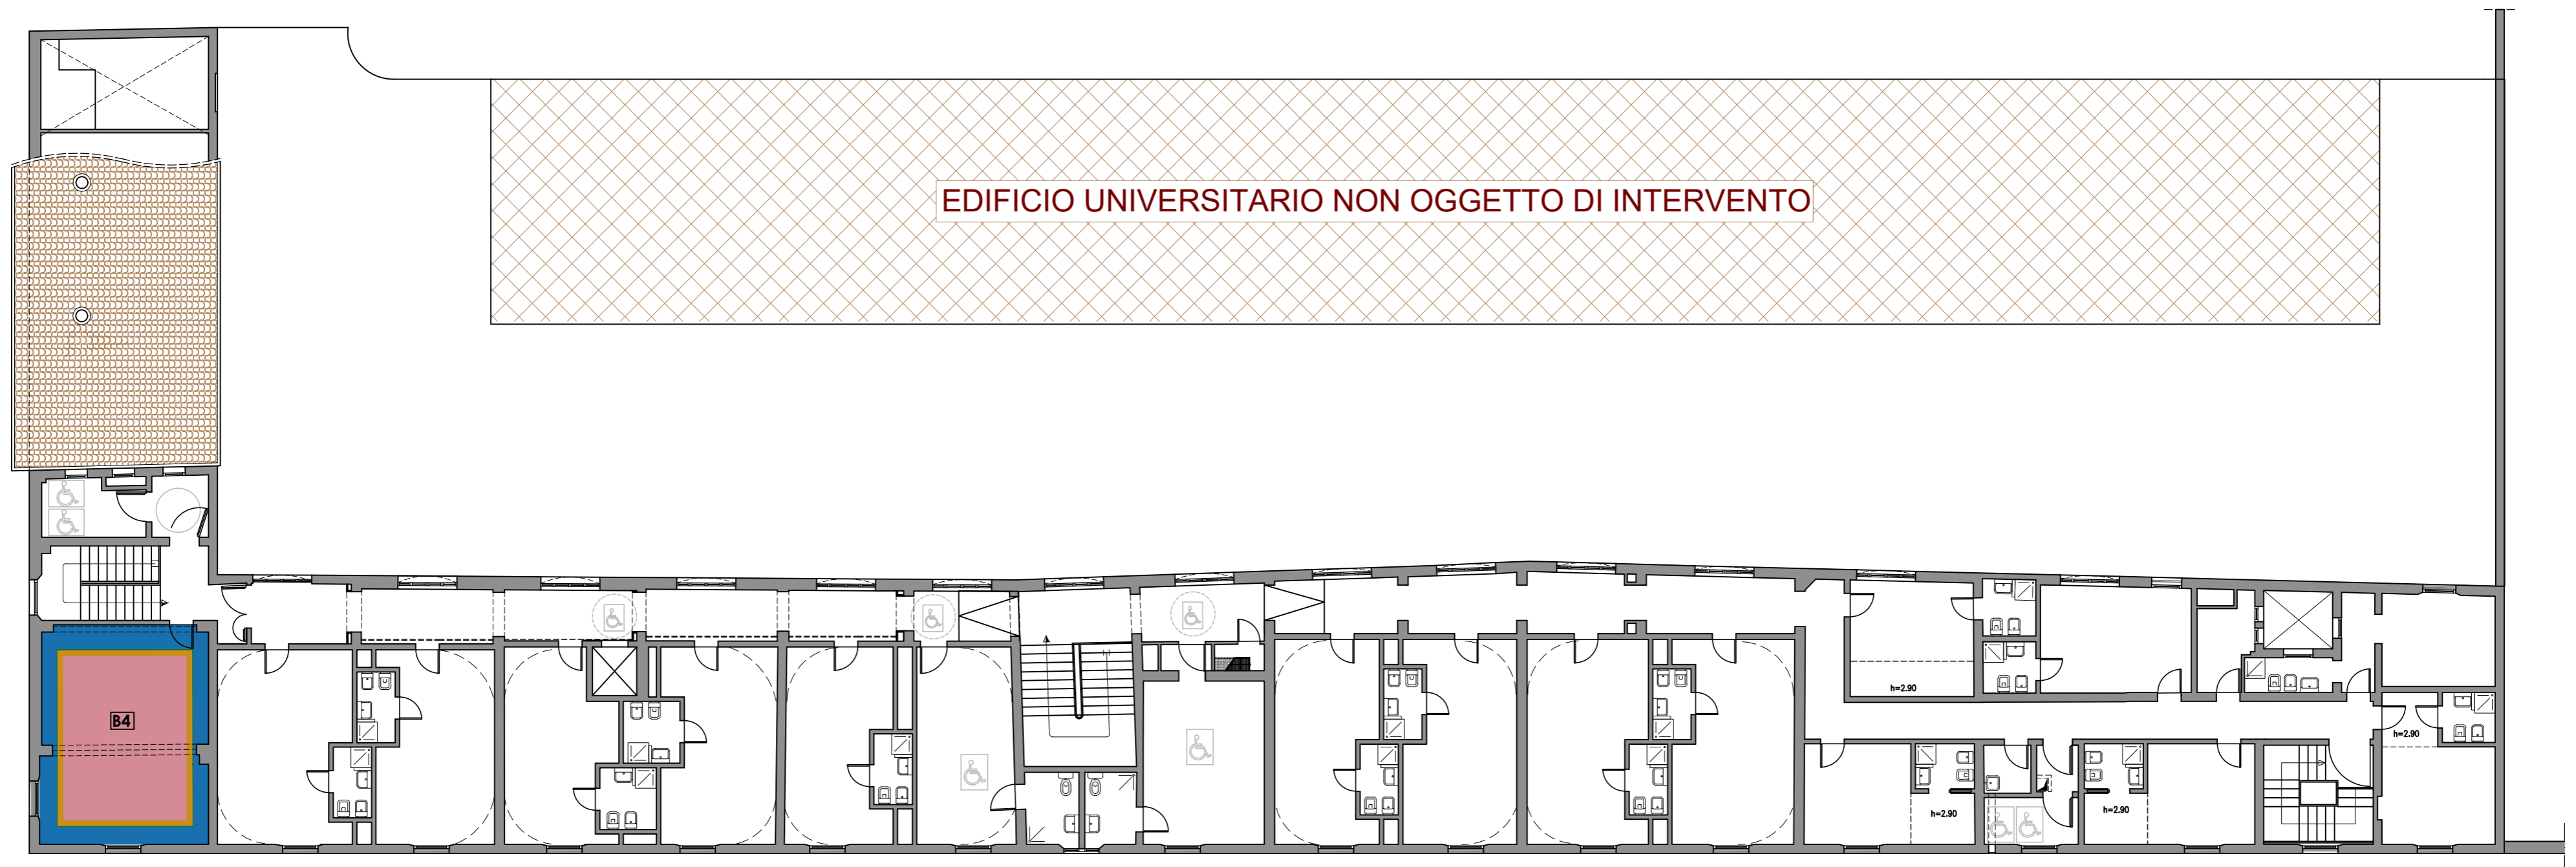 EDIFICIO UNIVERSITARIO NON OGGETTO DI INTERVENTO
h=2.90
B4
h=2.90
h=2.90
h=2.90